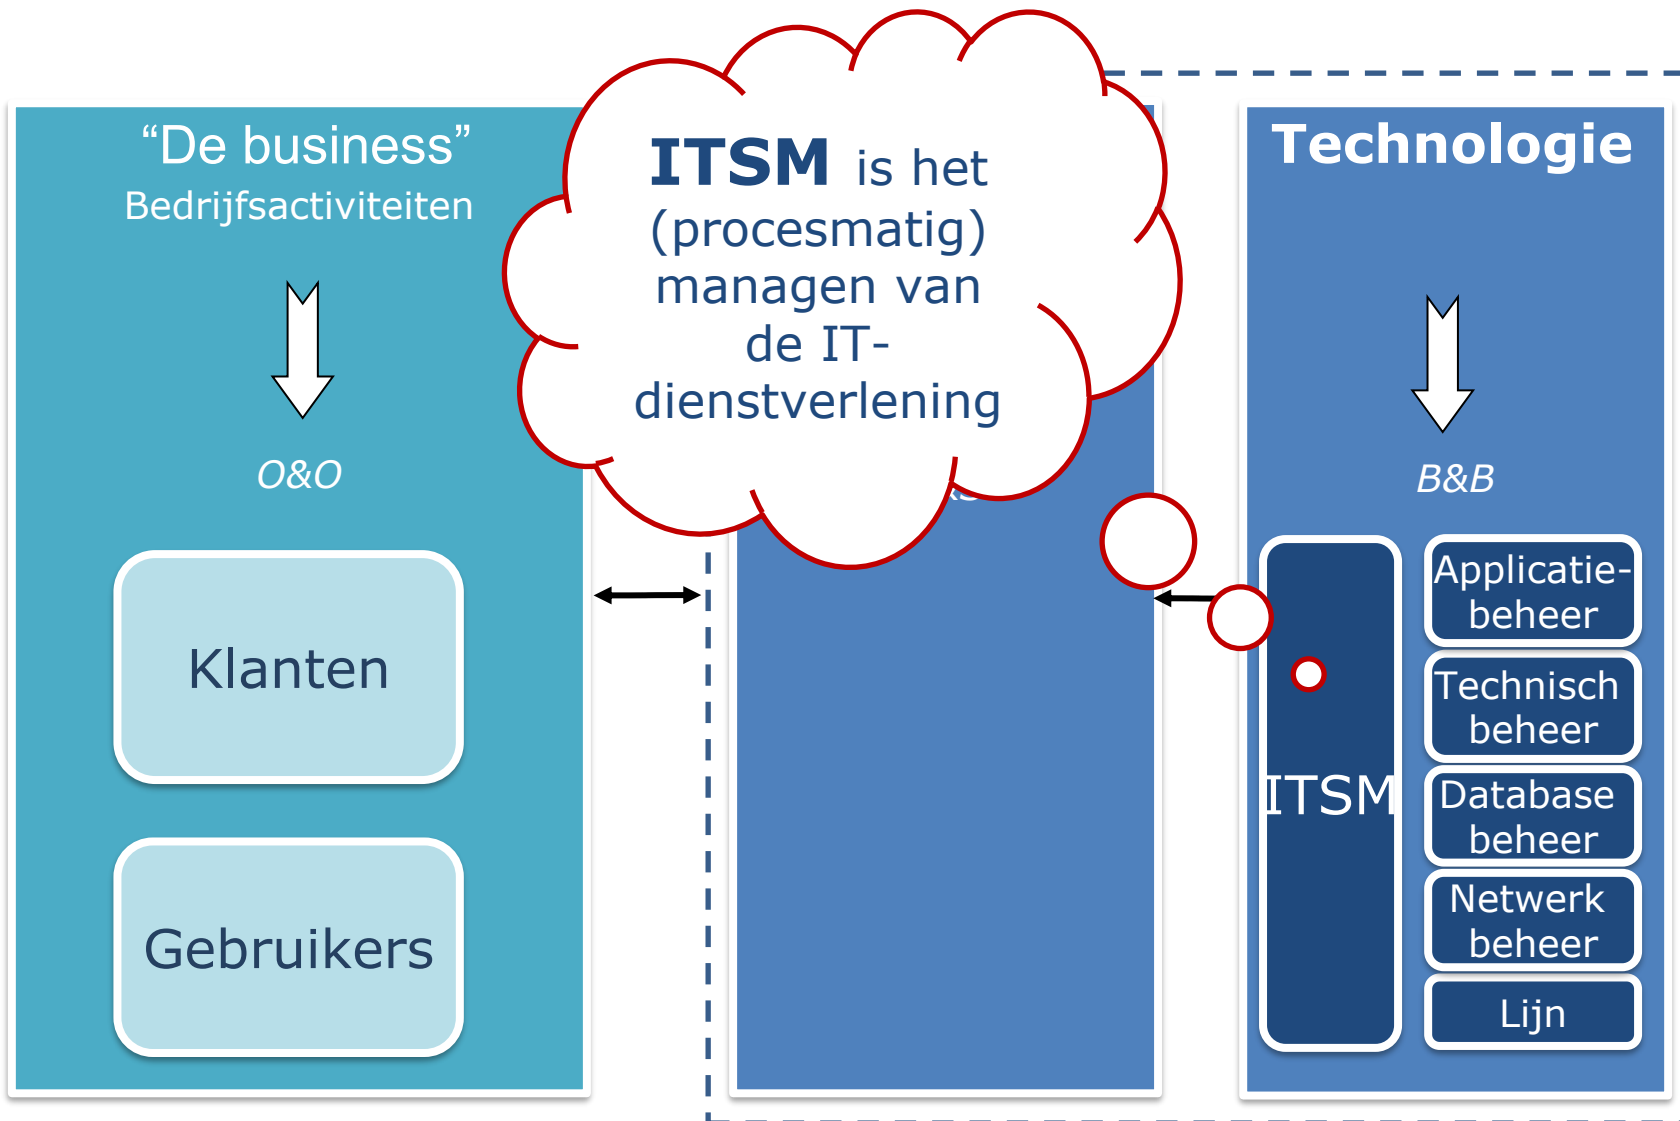 “De business”
Bedrijfsactiviteiten
O&O
Klanten
Gebruikers
ITSM is het
(procesmatig)
managen van
de IT-
dienstverlening
Technologie
B&B
ITSM
Applicatie-
beheer
Technisch
beheer
Database
beheer
Netwerk
beheer
Lijn